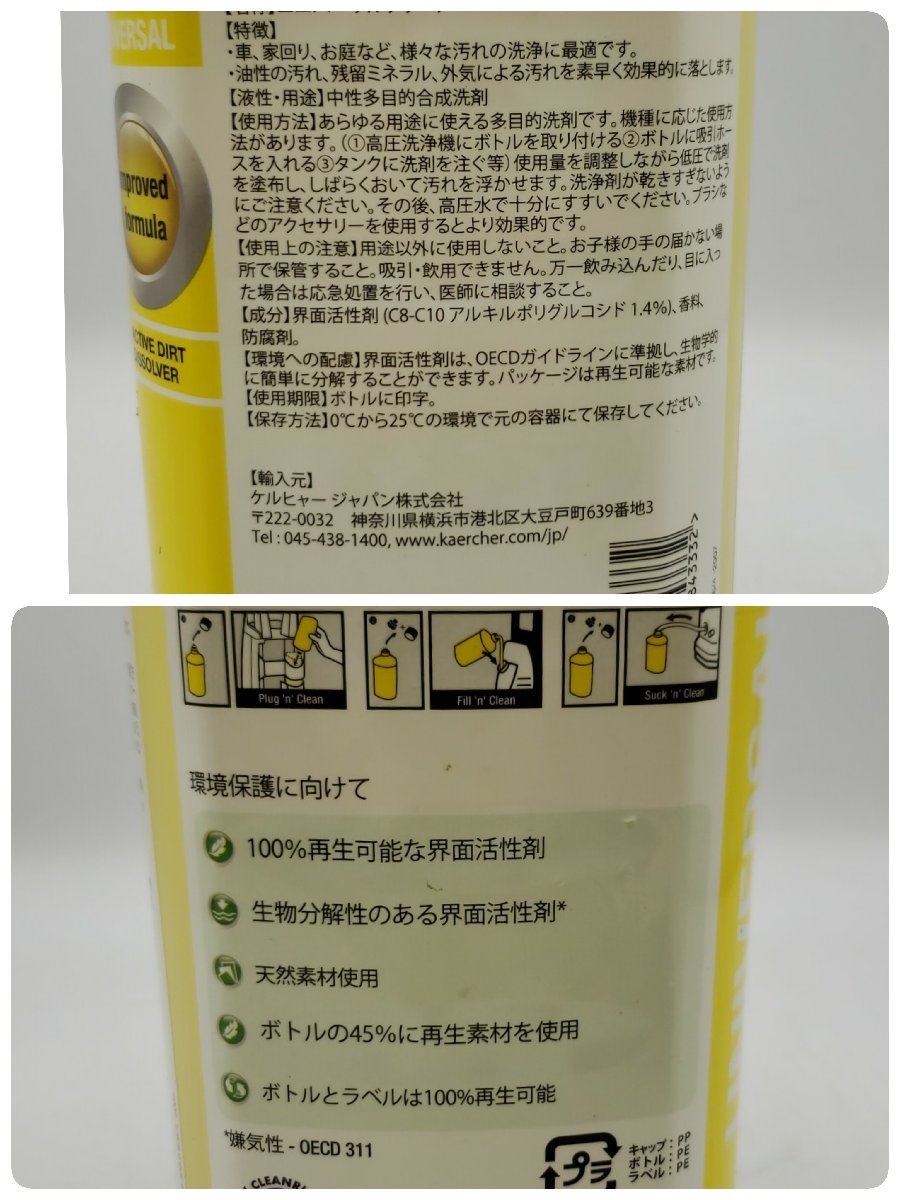 VERSAL
【特徴】
・車、家回り、お庭など、様々な汚れの洗浄に最適です。
・油性の汚れ、残留ミネラル、外気による汚れを素早く効果的に落とします。
【液性・用途】中性多目的合成洗剤
【使用方法】あらゆる用途に使える多目的洗剤です。機種に応じた使用方
法があります。（①高圧洗浄機にボトルを取り付ける②ボトルに吸引ホー
スを入れる③タンクに洗剤を注ぐ等）使用量を調整しながら低圧で洗剤
を塗布し、しばらくおいて汚れを浮かせます。洗浄剤が乾きすぎないよう
にご注意ください。その後、高圧水で十分にすすいでください。ブラシな
どのアクセサリーを使用するとより効果的です。
【使用上の注意】用途以外に使用しないこと。お子様の手の届かない場
所で保管すること。吸引・飲用できません。万一飲み込んだり、目に入っ
た場合は応急処置を行い、医師に相談すること。
【成分】界面活性剤 (C8-C10 アルキルポリグルコシド 1.4%)、香料、
防腐剤。
【環境への配慮】界面活性剤は、OECDガイドラインに準拠し、生物学的
に簡単に分解することができます。パッケージは再生可能な素材です。
【使用期限】ボトルに印字。
【保存方法】0℃から25℃の環境で元の容器にて保存してください。
improved
formula
ACTIVE DIRT
DISSOLVER
【輸入元】
ケルヒャー ジャパン株式会社
〒222-0032　神奈川県横浜市港北区大豆戸町639番地3
Tel : 045-438-1400, www.kaercher.com/jp/
Plug 'n' Clean
Fill 'n' Clean
Suck 'n' Clean
環境保護に向けて
100%再生可能な界面活性剤
生物分解性のある界面活性剤*
天然素材使用
ボトルの45%に再生素材を使用
ボトルとラベルは100%再生可能
*嫌気性 - OECD 311
プラ
キャップ : PP
ボトル : PE
ラベル : PE